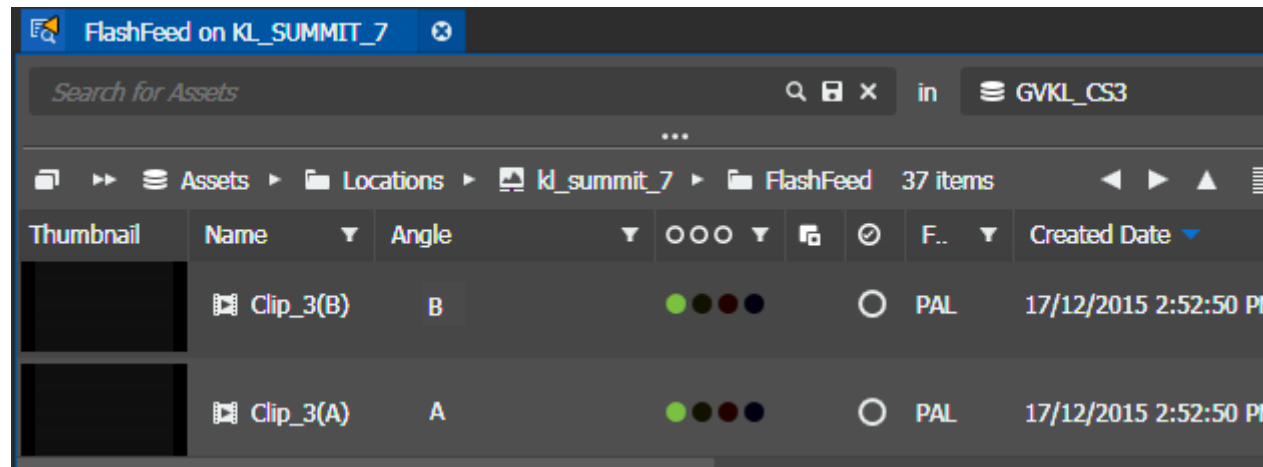 FlashFeed on KL_SUMMIT_7
Search for Assets in GVKL_CS3
Assets Locations kl_summit_7 FlashFeed 37 items
Thumbnail Name Angle F.. Created Date
Clip_3(B) B PAL 17/12/2015 2:52:50 P
Clip_3(A) A PAL 17/12/2015 2:52:50 P